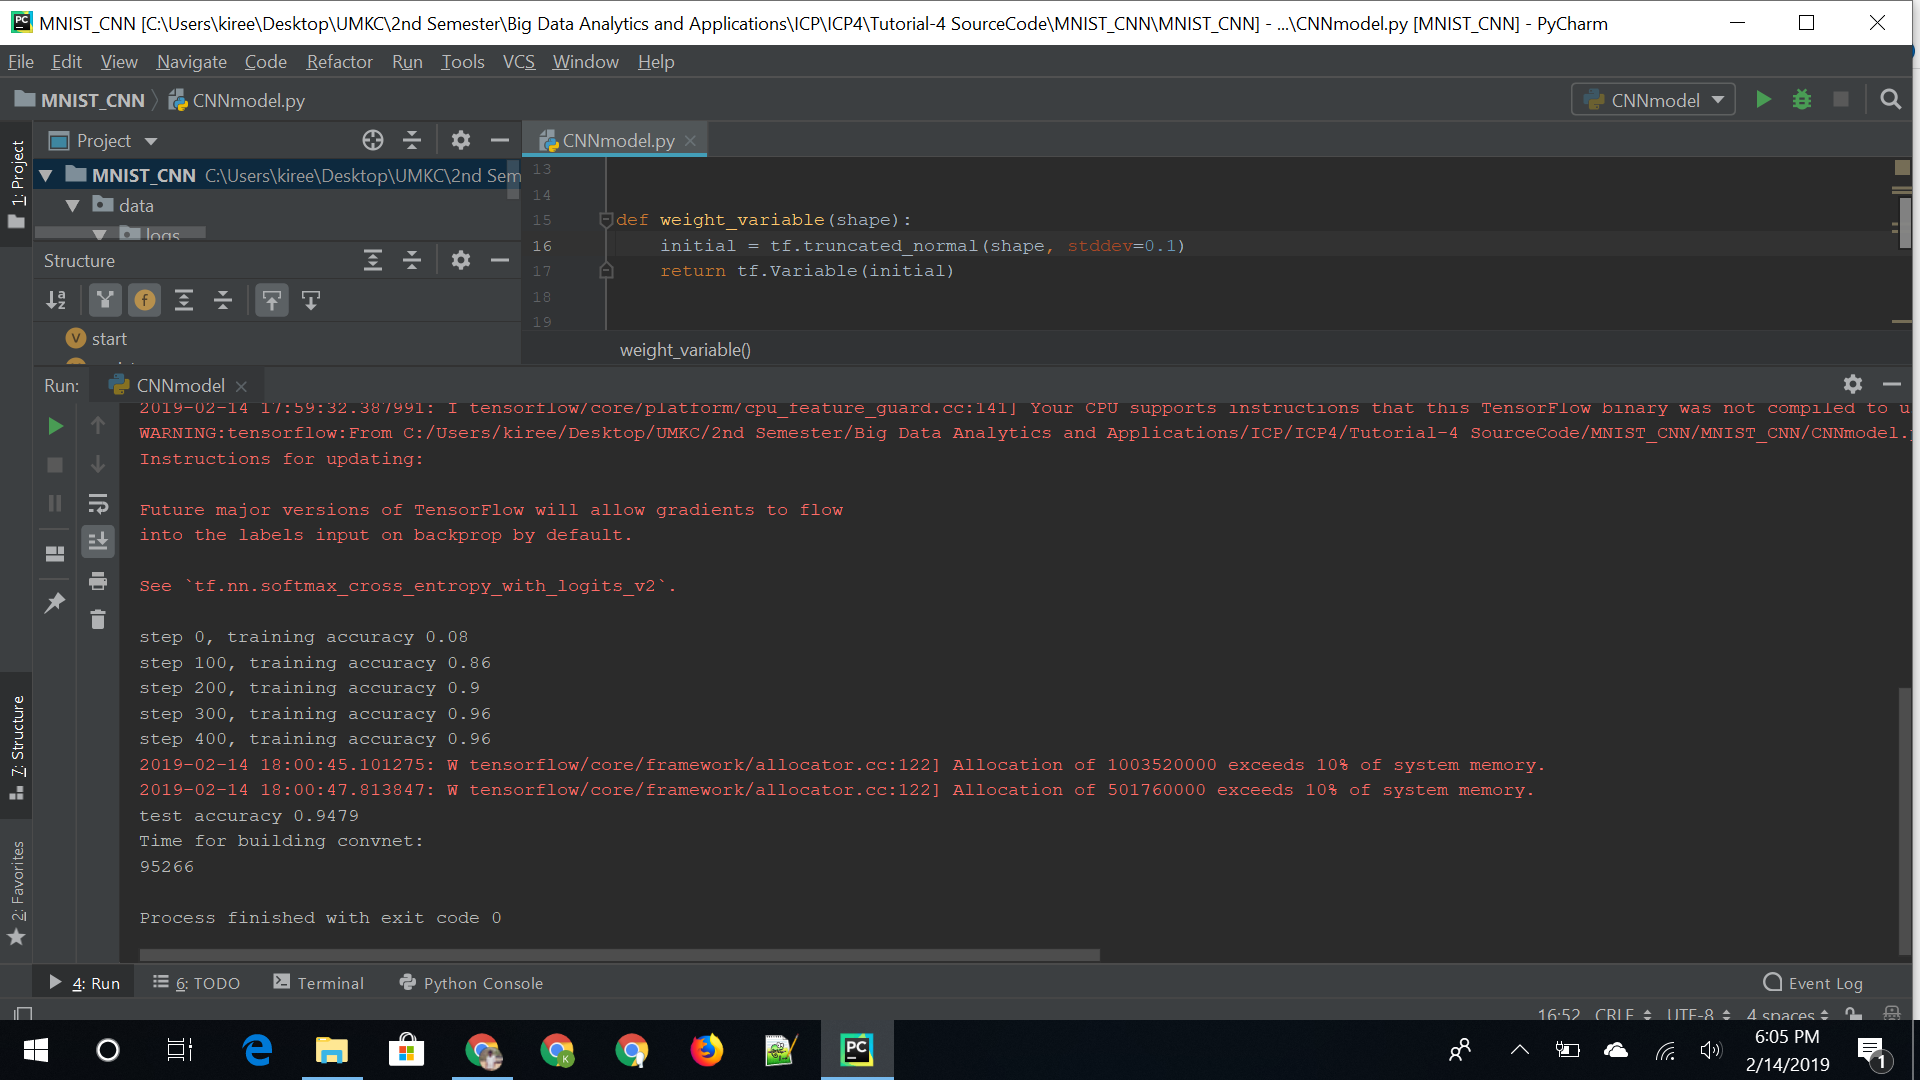 MNIST_CNN [C:\Users\kiree\Desktop\UMKC\2nd Semester\Big Data Analytics and Applications\ICP\ICP4\Tutorial-4 SourceCode\MNIST_CNN\MNIST_CNN] - ...\CNNmodel.py [MNIST_CNN] - PyCharm
File Edit View Navigate Code Refactor Run Tools VCS Window Help
MNIST_CNN CNNmodel.py CNNmodel
1: Project
Project
MNIST_CNN C:\Users\kiree\Desktop\UMKC\2nd Sem
data
logs
Structure
start
CNNmodel.py
13
14
15 def weight_variable(shape):
16 initial = tf.truncated_normal(shape, stddev=0.1)
17 return tf.Variable(initial)
18
19
weight_variable()
Run: CNNmodel
2019-02-14 17:59:32.387991: I tensorflow/core/platform/cpu_feature_guard.cc:141] Your CPU supports instructions that this TensorFlow binary was not compiled to u
WARNING:tensorflow:From C:/Users/kiree/Desktop/UMKC/2nd Semester/Big Data Analytics and Applications/ICP/ICP4/Tutorial-4 SourceCode/MNIST_CNN/MNIST_CNN/CNNmodel.p
Instructions for updating:
Future major versions of TensorFlow will allow gradients to flow
into the labels input on backprop by default.
See `tf.nn.softmax_cross_entropy_with_logits_v2`.
step 0, training accuracy 0.08
step 100, training accuracy 0.86
step 200, training accuracy 0.9
step 300, training accuracy 0.96
step 400, training accuracy 0.96
2019-02-14 18:00:45.101275: W tensorflow/core/framework/allocator.cc:122] Allocation of 1003520000 exceeds 10% of system memory.
2019-02-14 18:00:47.813847: W tensorflow/core/framework/allocator.cc:122] Allocation of 501760000 exceeds 10% of system memory.
test accuracy 0.9479
Time for building convnet:
95266
Process finished with exit code 0
7: Structure
2: Favorites
4: Run 6: TODO Terminal Python Console Event Log
16:52 CRLF UTF-8 4 spaces
6:05 PM
2/14/2019
1